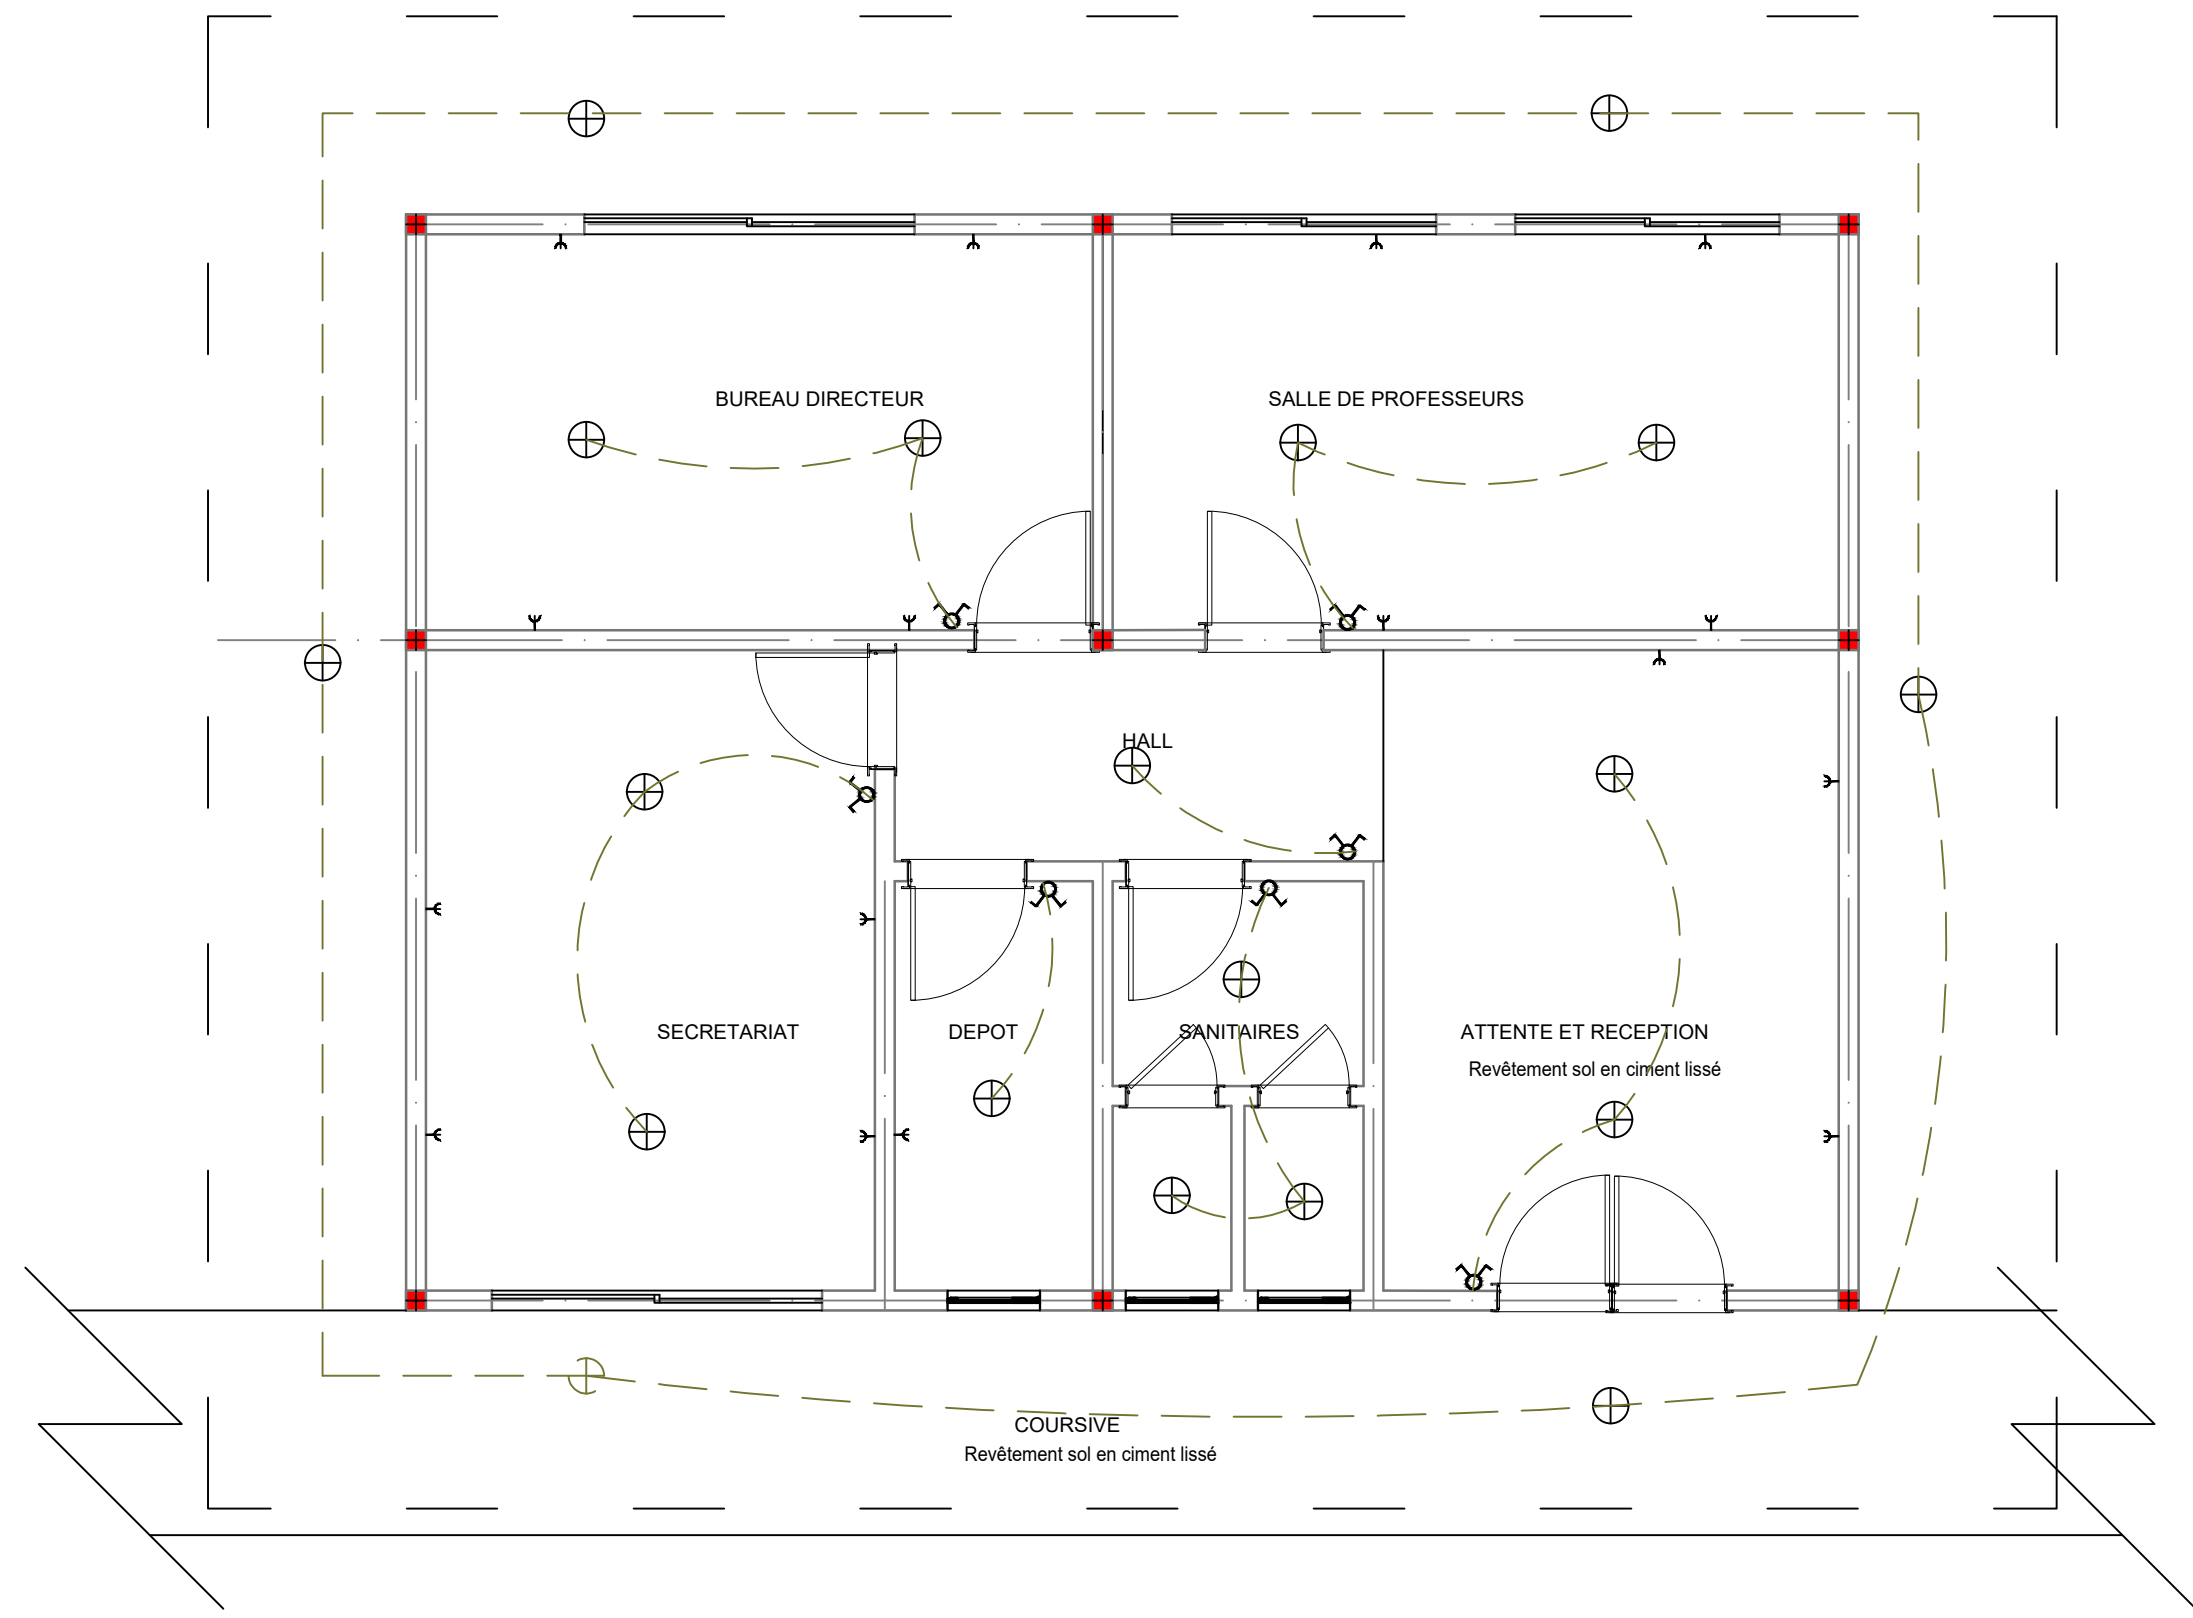 BUREAU DIRECTEUR
SALLE DE PROFESSEURS
HALL
SECRETARIAT
DEPOT
SANITAIRES
ATTENTE ET RECEPTION
Revêtement sol en ciment lissé
COURSIVE
Revêtement sol en ciment lissé